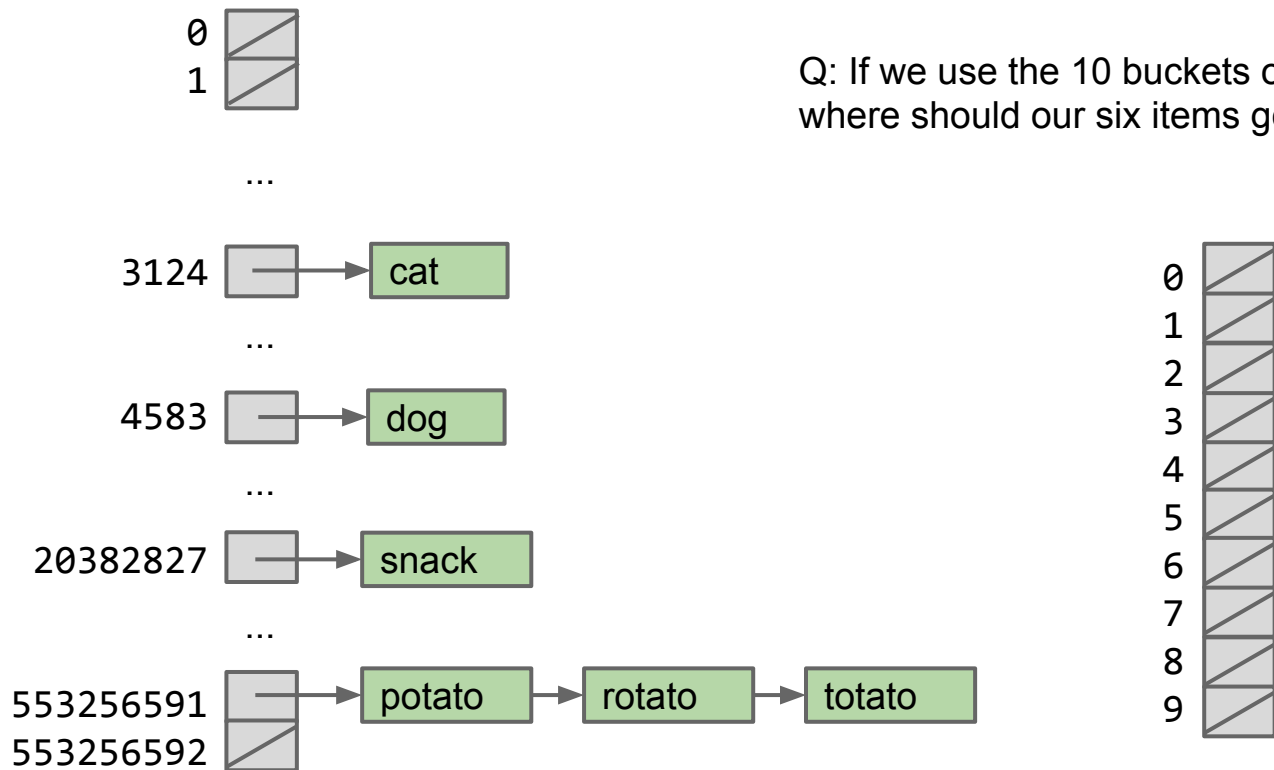 0
1
Q: If we use the 10 buckets
where should our six items
...
3124 cat
...
4583 dog
...
20382827 snack
...
553256591 potato rotato totato
553256592
0
1
2
3
4
5
6
7
8
9